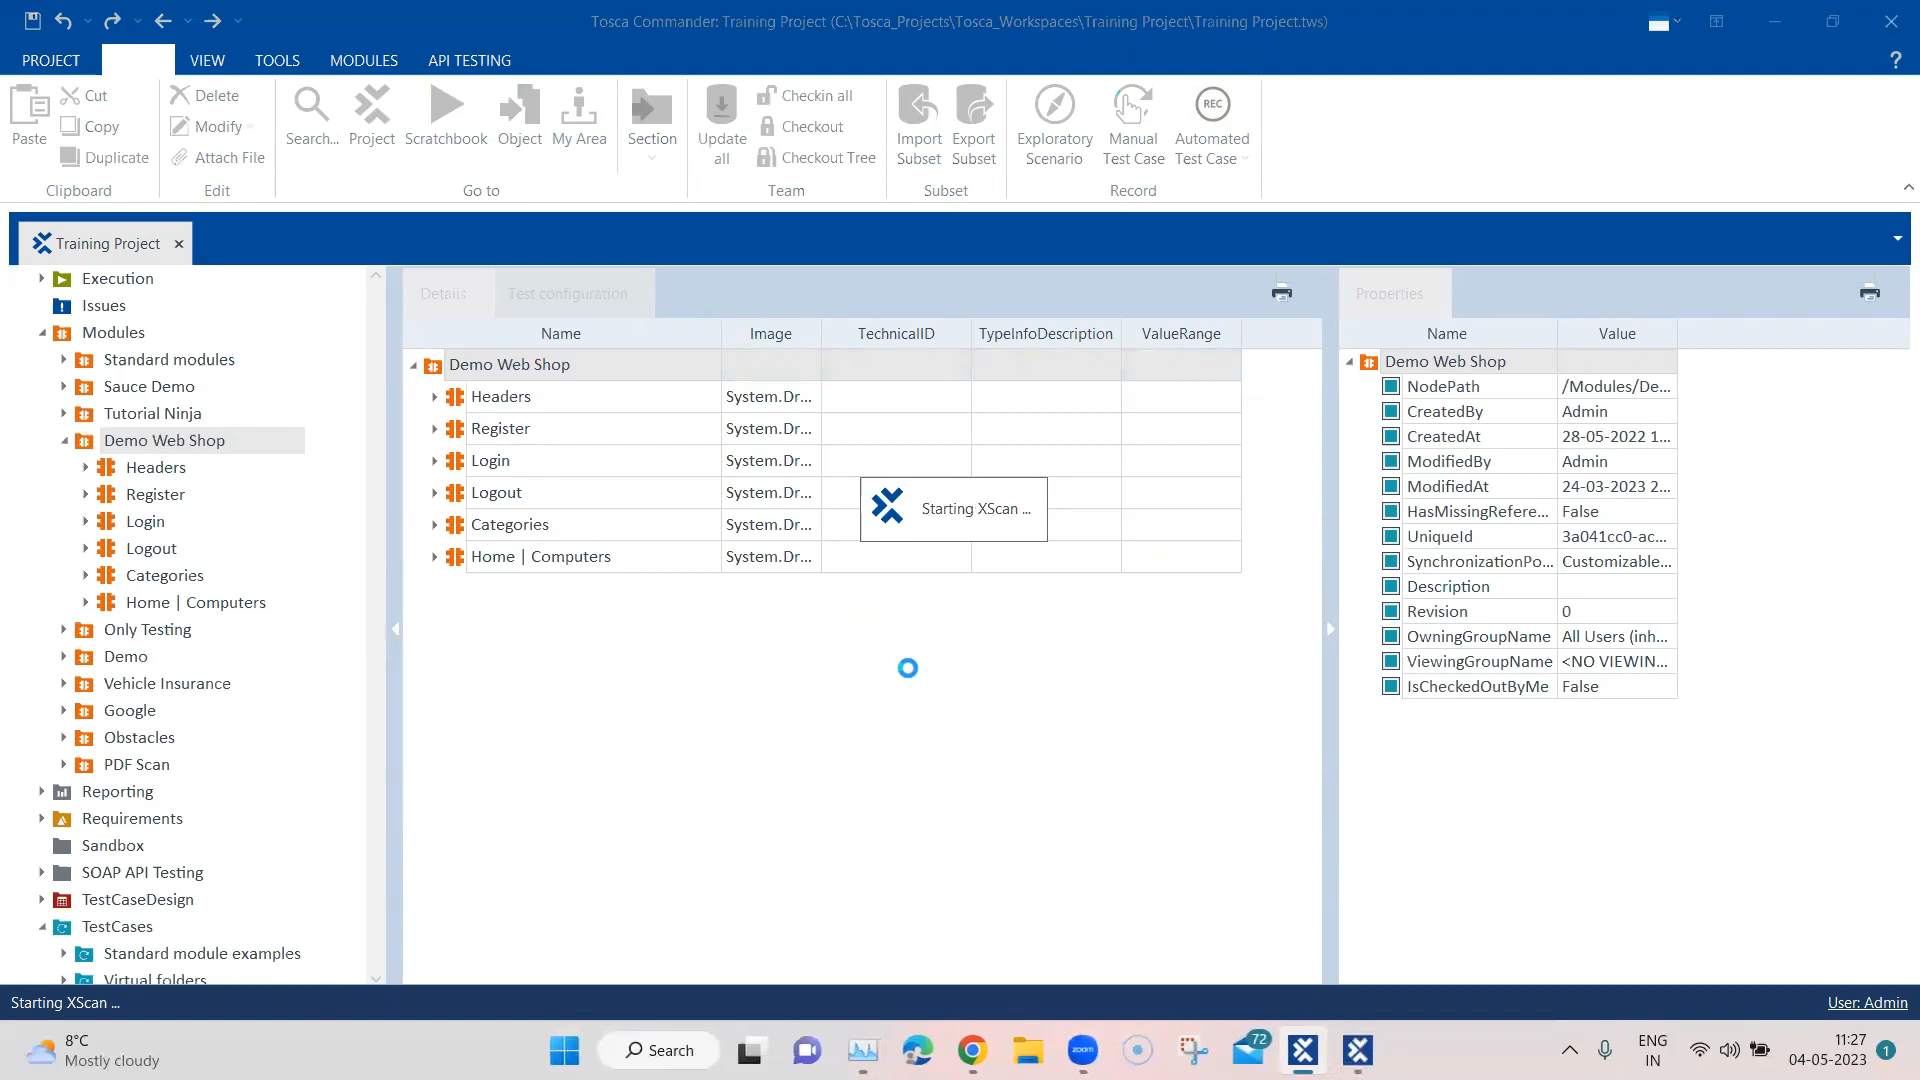 Tosca Commander: Training Project (C:\Tosca_Projects\Tosca_Workspaces\Training Project\Training Project.tws)
PROJECT
VIEW
TOOLS
MODULES
API TESTING
?
Paste
Cut
Copy
Duplicate
Clipboard
Delete
Modify
Attach File
Edit
Search...
Project
Scratchbook
Object
My Area
Section
Go to
Update all
Checkin all
Checkout
Checkout Tree
Team
Import Subset
Export Subset
Subset
Exploratory Scenario
Manual Test Case
REC
Automated Test Case
Record
Training Project
Execution
Issues
Modules
Standard modules
Sauce Demo
Tutorial Ninja
Demo Web Shop
Headers
Register
Login
Logout
Categories
Home | Computers
Only Testing
Demo
Vehicle Insurance
Google
Obstacles
PDF Scan
Reporting
Requirements
Sandbox
SOAP API Testing
TestCaseDesign
TestCases
Standard module examples
Virtual folders
Details
Test configuration
Name Image TechnicalID TypeInfoDescription ValueRange
Demo Web Shop
Headers System.Dr...
Register System.Dr...
Login System.Dr...
Logout System.Dr...
Categories System.Dr...
Home | Computers System.Dr...
Starting XScan ...
Properties
Name Value
Demo Web Shop
NodePath /Modules/De...
CreatedBy Admin
CreatedAt 28-05-2022 1...
ModifiedBy Admin
ModifiedAt 24-03-2023 2...
HasMissingRefere... False
UniqueId 3a041cc0-ac...
SynchronizationPo... Customizable...
Description
Revision 0
OwningGroupName All Users (inh...
ViewingGroupName <NO VIEWIN...
IsCheckedOutByMe False
Starting XScan ...
User: Admin
8°C
Mostly cloudy
Search
zoom
72
ENG
IN
11:27
04-05-2023
1